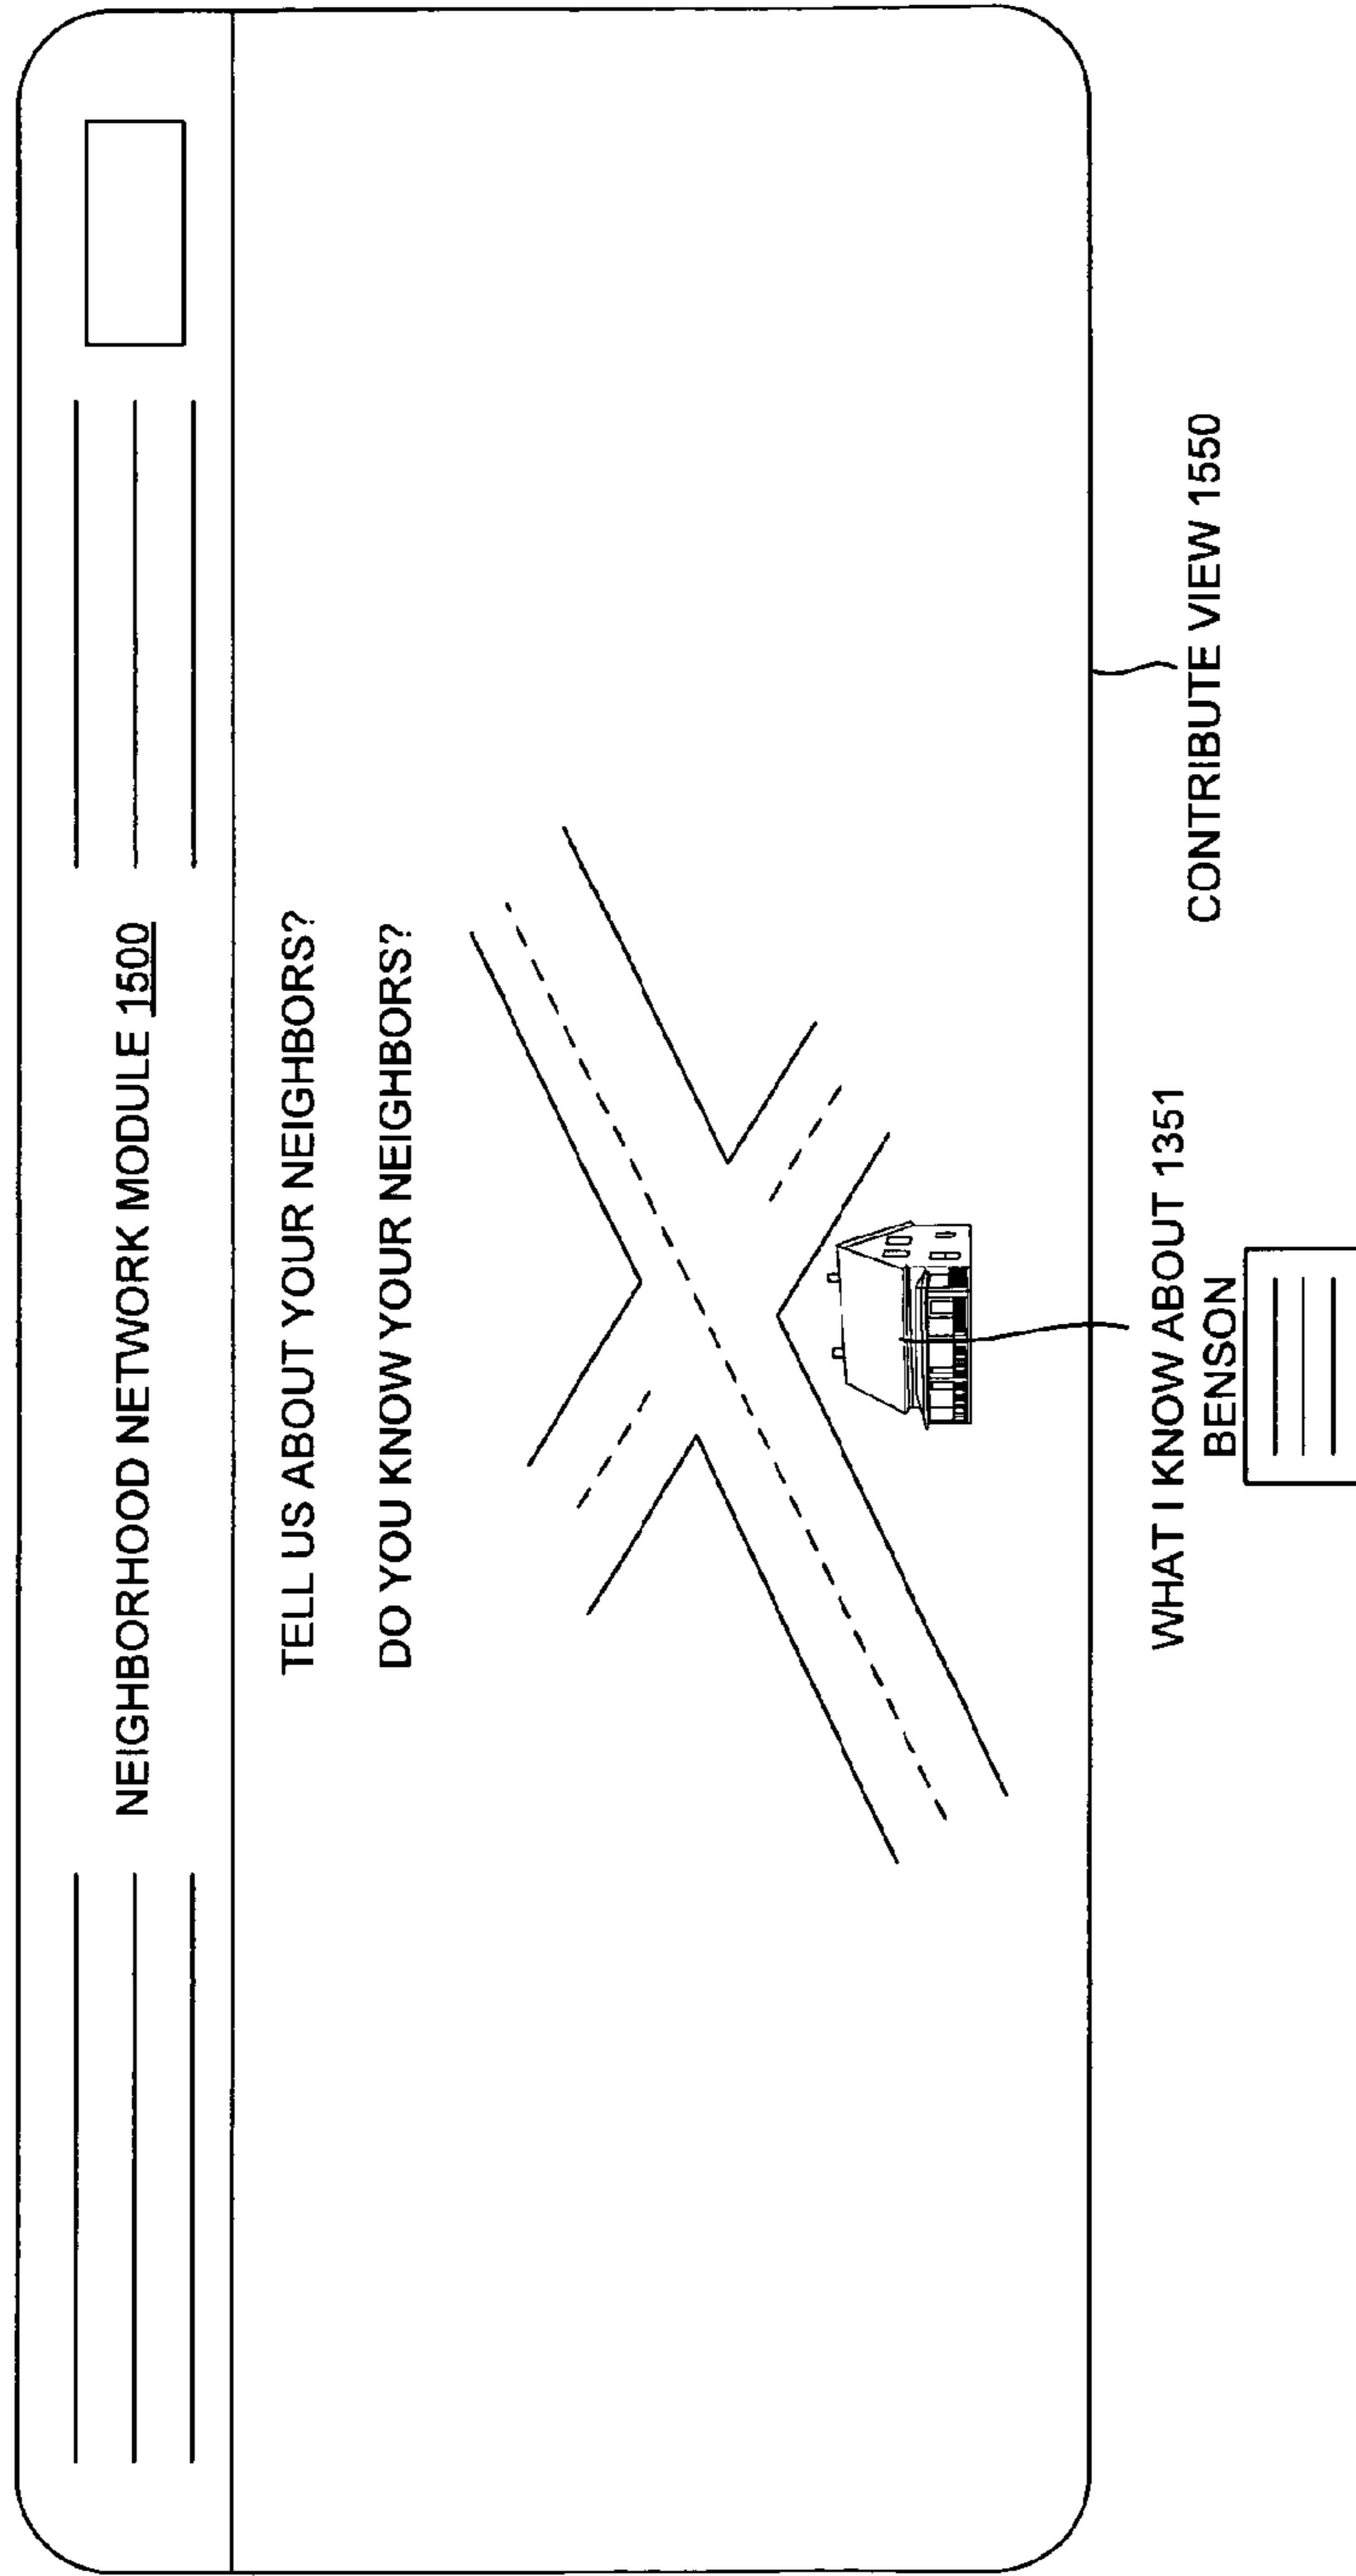 NEIGHBORHOOD NETWORK MODULE 1500
TELL US ABOUT YOUR NEIGHBORS?
DO YOU KNOW YOUR NEIGHBORS?
WHAT I KNOW ABOUT 1351
BENSON
CONTRIBUTE VIEW 1550